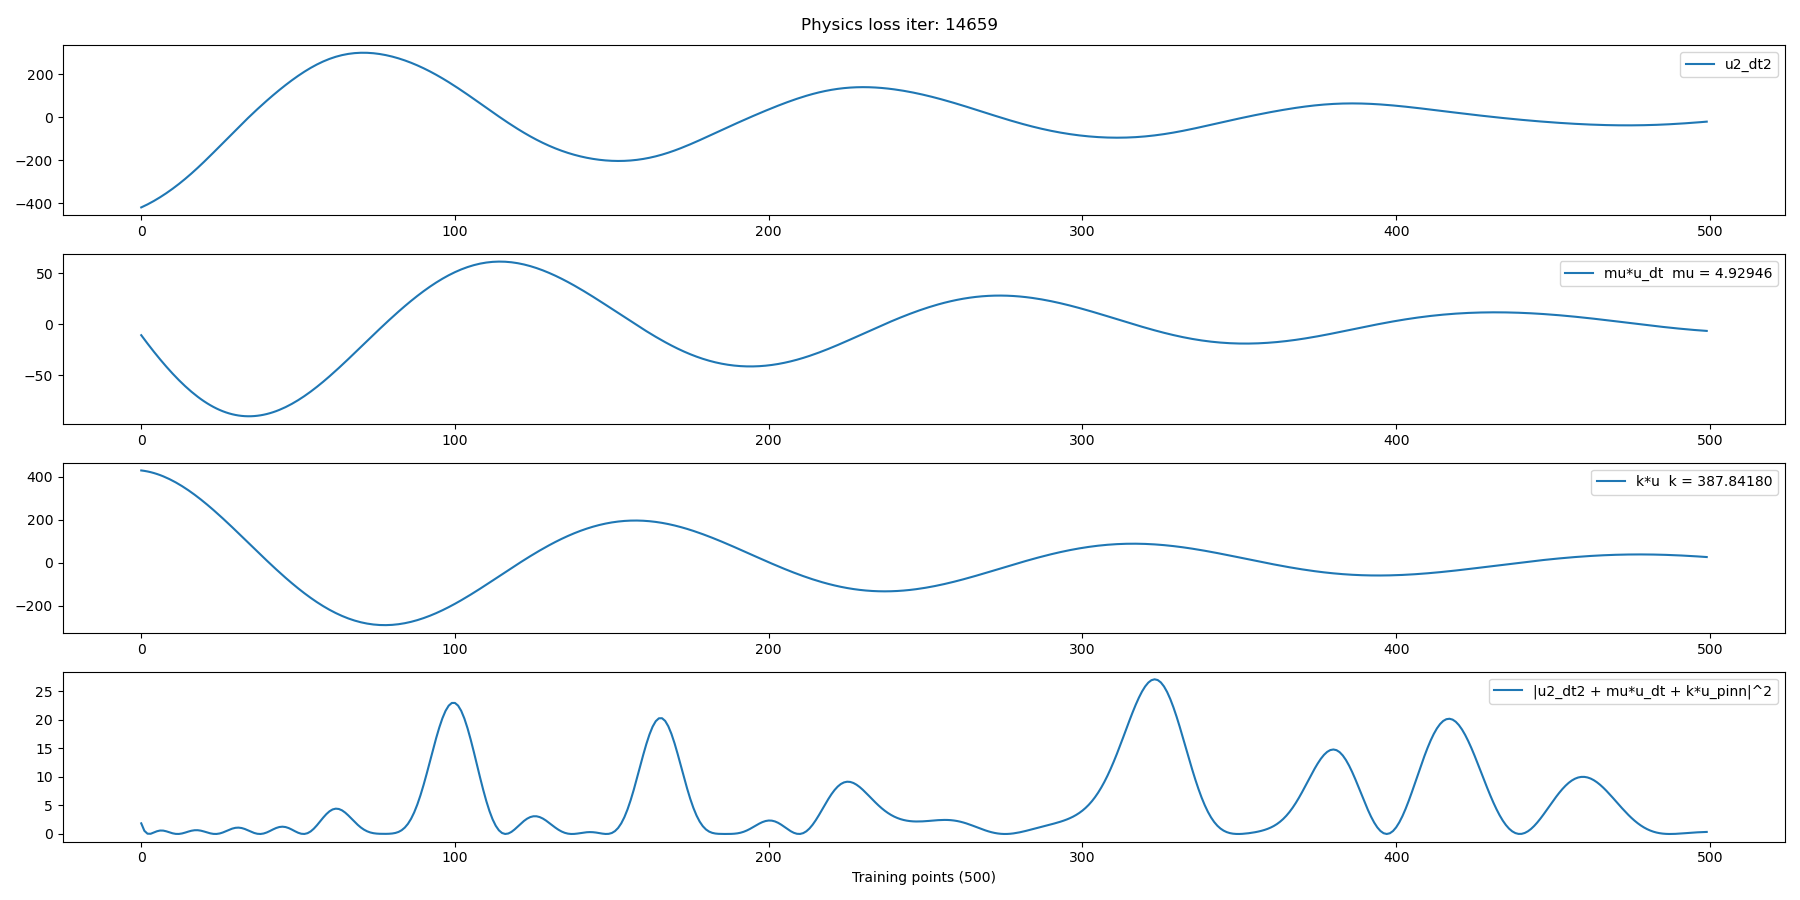 Physics loss iter: 14659
200
0
−200
−400
u2_dt2
0 100 200 300 400 500
50
0
−50
mu*u_dt  mu = 4.92946
0 100 200 300 400 500
400
200
0
−200
k*u  k = 387.84180
0 100 200 300 400 500
25
20
15
10
5
0
|u2_dt2 + mu*u_dt + k*u_pinn|^2
0 100 200 300 400 500
Training points (500)